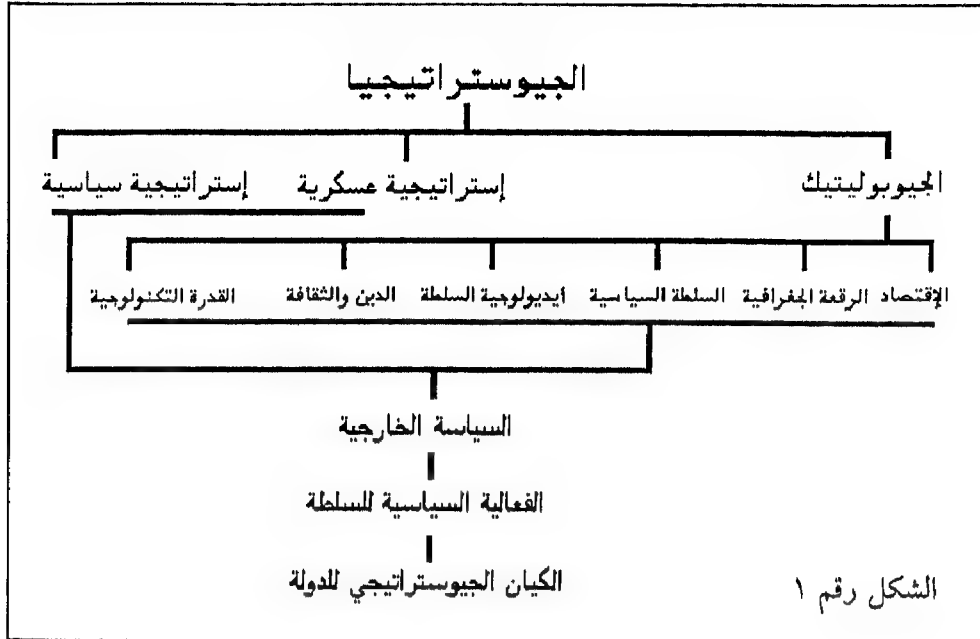 الجيوستراتيجيا
الجيوبوليتيك إستراتيجية عسكرية إستراتيجية سياسية
الإقتصاد الرقعة الجغرافية السلطة السياسية ايديولوجية السلطة الدين والثقافة القدرة التكنولوجية
السياسة الخارجية
الفعالية السياسية للسلطة
الكيان الجيوستراتيجي للدولة
الشكل رقم ١